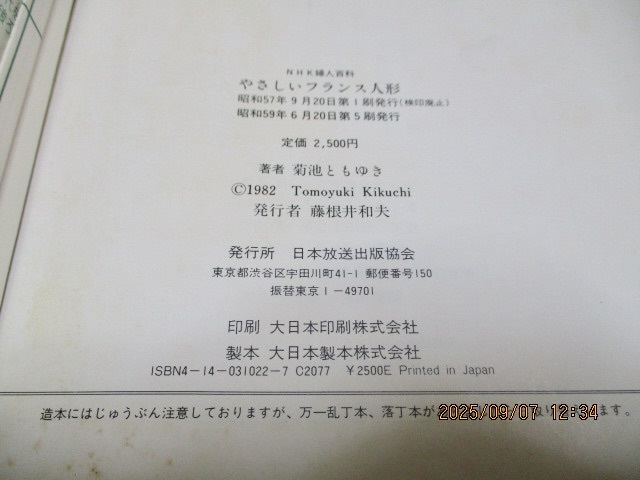 NHK婦人百科
やさしいフランス人形
昭和57年9月20日第1刷発行(検印廃止)
昭和59年6月20日第5刷発行
定価 2,500円
著者 菊池ともゆき
©1982 Tomoyuki Kikuchi
発行者 藤根井和夫
発行所 日本放送出版協会
東京都渋谷区宇田川町41-1 郵便番号150
振替東京1-49701
印刷 大日本印刷株式会社
製本 大日本製本株式会社
ISBN4-14-031022-7 C2077 ¥2500E Printed in Japan
造本にはじゅうぶん注意しておりますが、万一乱丁本、落丁本が
ます。
2025/09/07 12:34